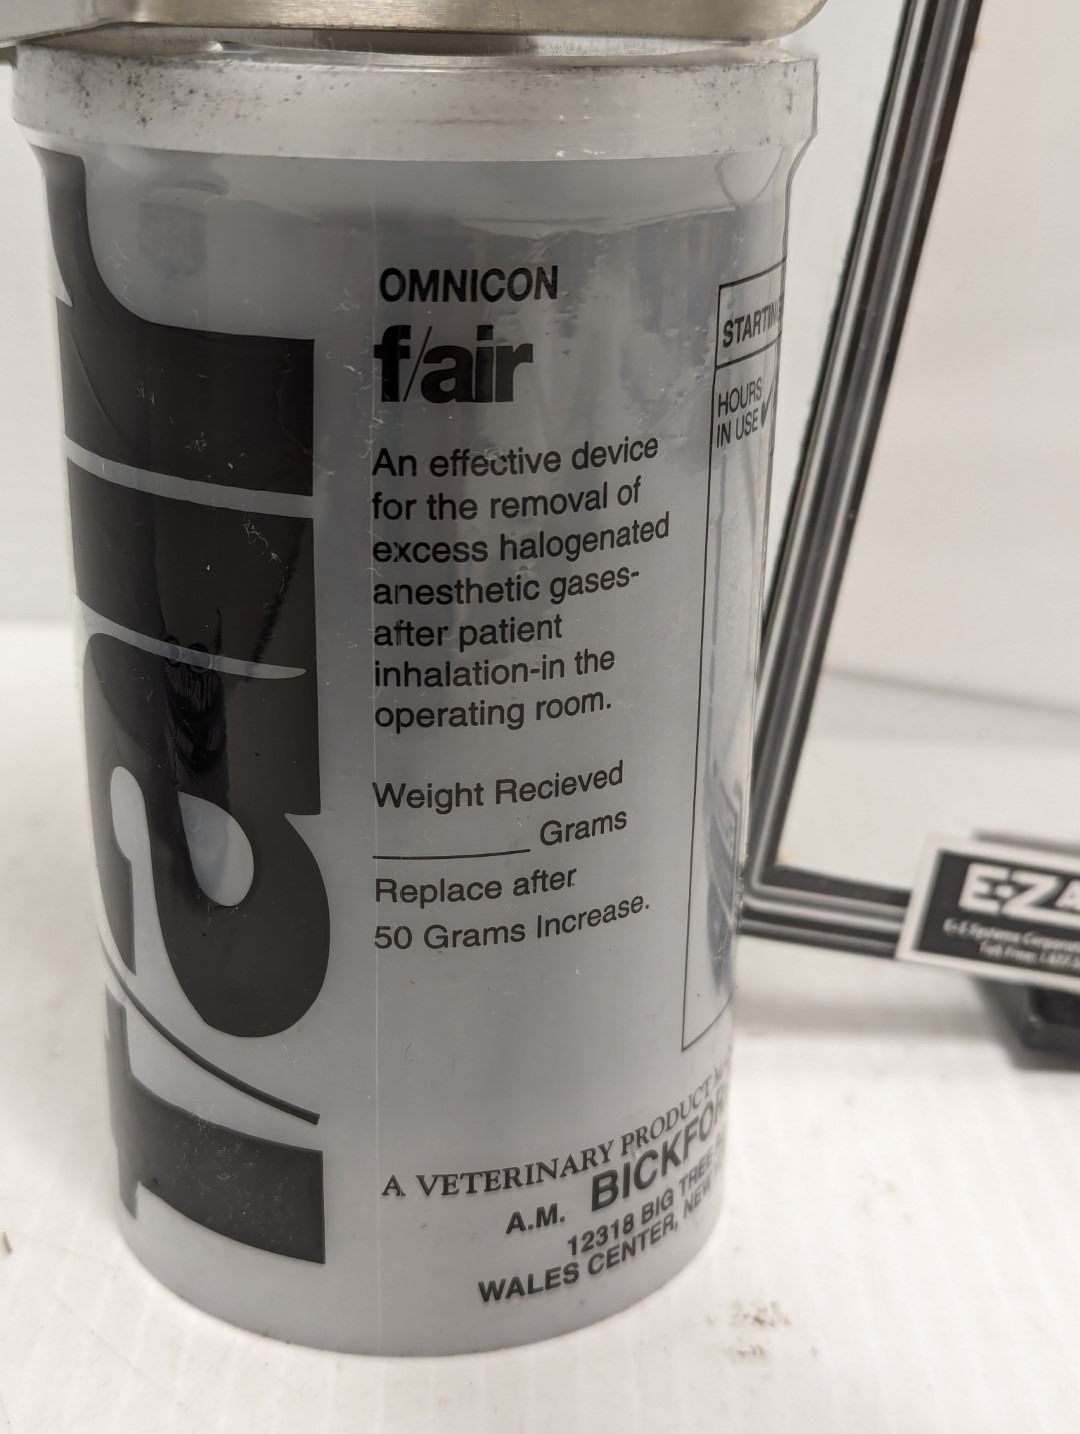 f/air
OMNICON
f/air
An effective device
for the removal of
excess halogenated
anesthetic gases-
after patient
inhalation-in the
operating room.
Weight Recieved
Grams
Replace after
50 Grams Increase.
A VETERINARY PRODUCT
A.M.
12318 BIG TREE
WALES CENTER, NEW
HOURS
IN USE
E-Z